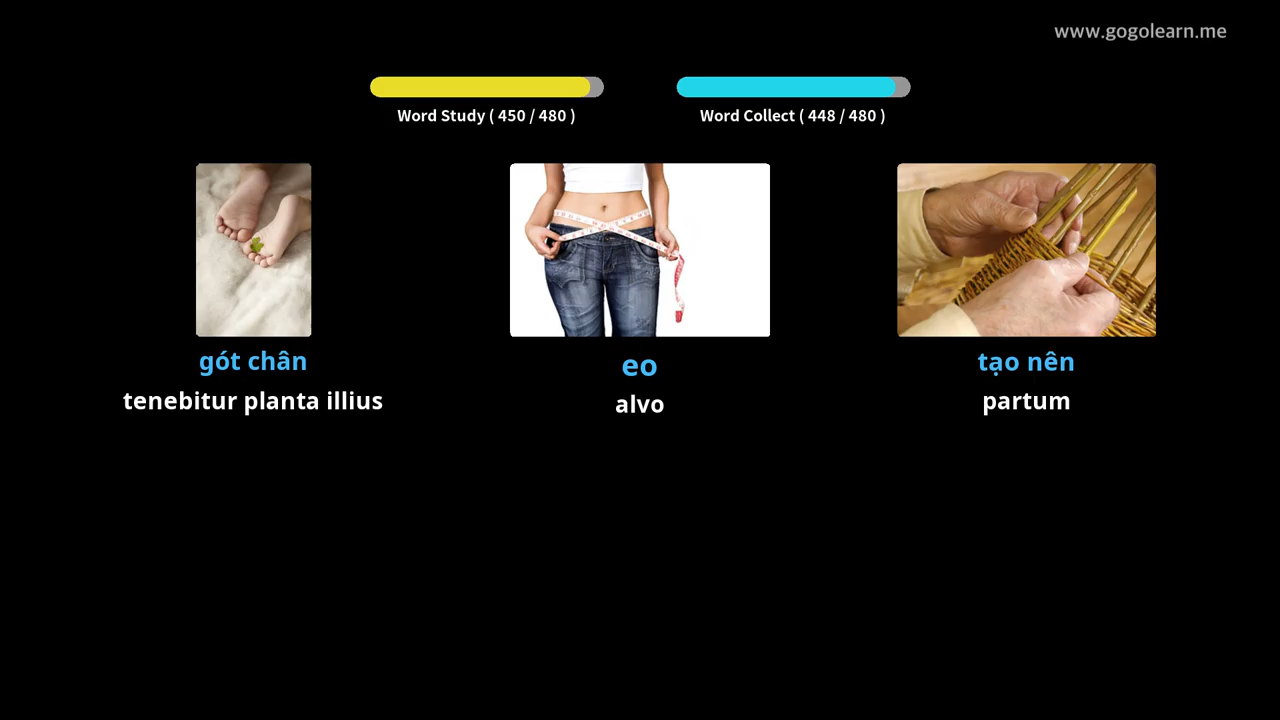 www.gogolearn.me
Word Study ( 450 / 480 )
Word Collect ( 448 / 480 )
gót chân
eo
tạo nên
tenebitur planta illius
alvo
partum